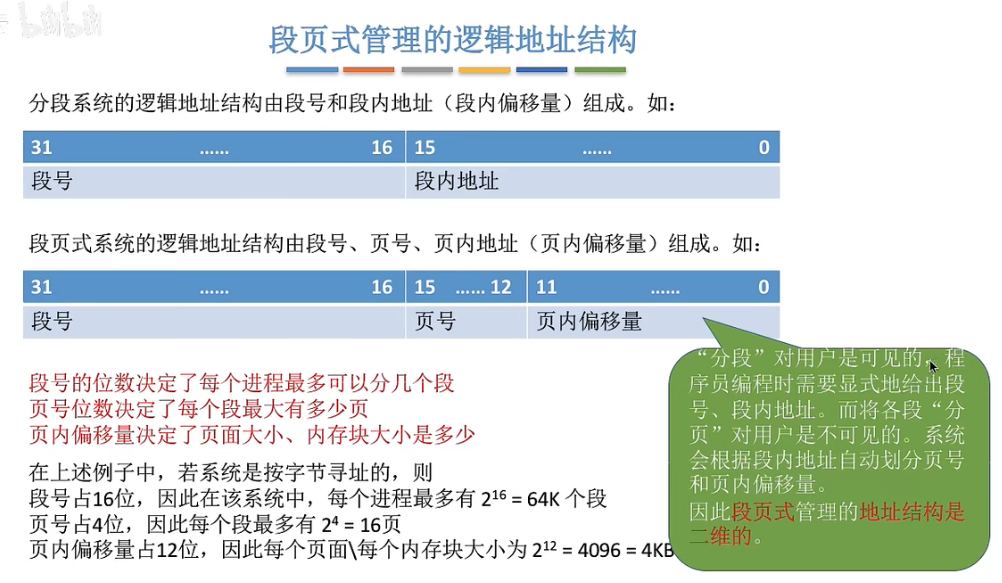 bilibili
段页式管理的逻辑地址结构
分段系统的逻辑地址结构由段号和段内地址（段内偏移量）组成。如：
31 …… 16 15 …… 0
段号 段内地址
段页式系统的逻辑地址结构由段号、页号、页内地址（页内偏移量）组成。如：
31 …… 16 15 …… 12 11 …… 0
段号 页号 页内偏移量
段号的位数决定了每个进程最多可以分几个段
页号位数决定了每个段最大有多少页
页内偏移量决定了页面大小、内存块大小是多少
在上述例子中，若系统是按字节寻址的，则
段号占16位，因此在该系统中，每个进程最多有 2¹⁶ = 64K 个段
页号占4位，因此每个段最多有 2⁴ = 16页
页内偏移量占12位，因此每个页面\每个内存块大小为 2¹² = 4096 = 4KB
“分段”对用户是可见的，程
序员编程时需要显式地给出段
号、段内地址。而将各段“分
页”对用户是不可见的。系统
会根据段内地址自动划分页号
和页内偏移量。
因此段页式管理的地址结构是
二维的。